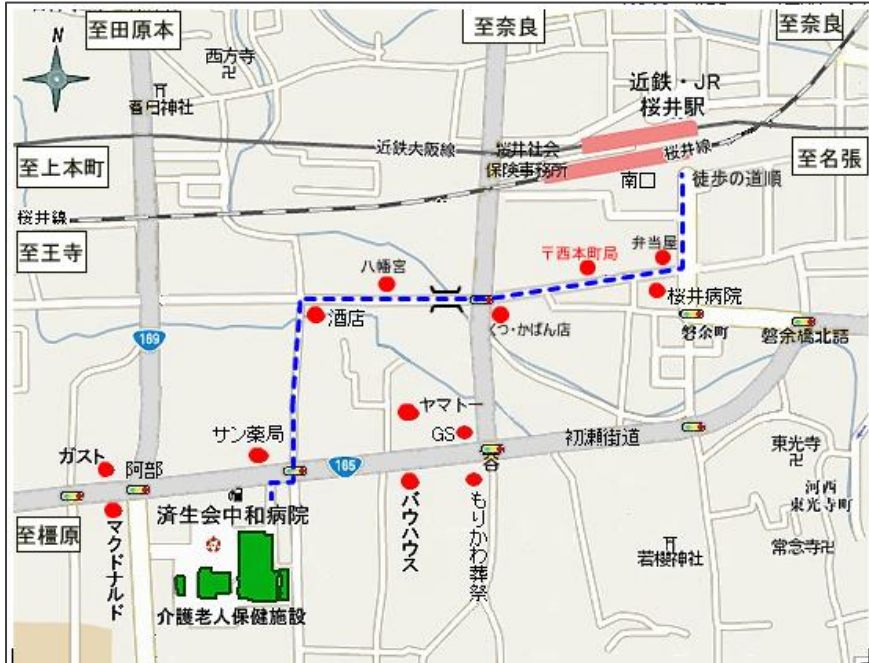 至田原本
至奈良
至奈良
N
西方寺
春日神社
近鉄・JR
桜井駅
近鉄大阪線
桜井社会
保険事務所
桜井線
至上本町
至名張
南口
徒歩の道順
桜井線
至王寺
〒西本町局
弁当屋
八幡宮
桜井病院
酒店
くつ・かばん店
磐余町
磐余橋北詰
169
ヤマトー
サン薬局
GS
初瀬街道
ガスト
阿部
165
谷
東光寺
済生会中和病院
河西
東光寺町
至橿原
マクドナルド
バウハウス
もりかわ葬祭
若櫻神社
常念寺
介護老人保健施設